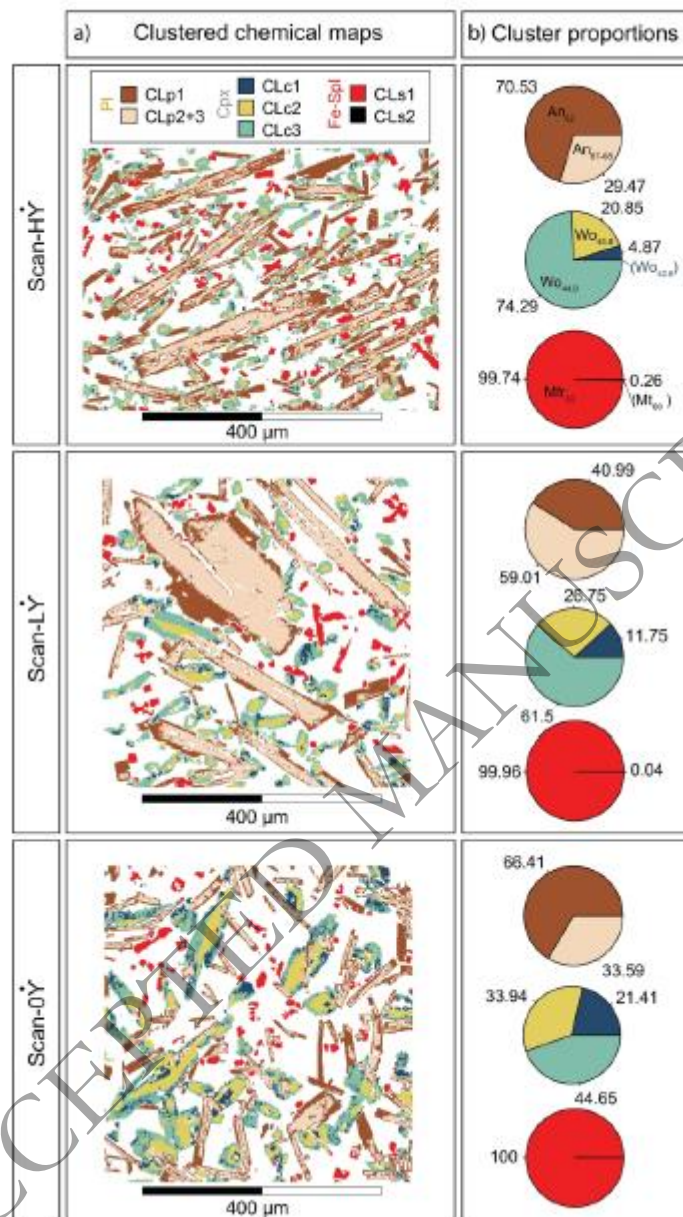 a) Clustered chemical maps
b) Cluster proportions
Scan-HẎ
Pl
CLp1
CLp2+3
Cpx
CLc1
CLc2
CLc3
Fe-Spl
CLs1
CLs2
400 µm
70.53
29.47
20.85
4.87
74.29
99.74
0.26
Scan-LẎ
400 µm
40.99
59.01
26.75
11.75
61.5
99.96
0.04
Scan-0Ẏ
400 µm
66.41
33.59
33.94
21.41
44.65
100
ACCEPTED MANUSCRIPT